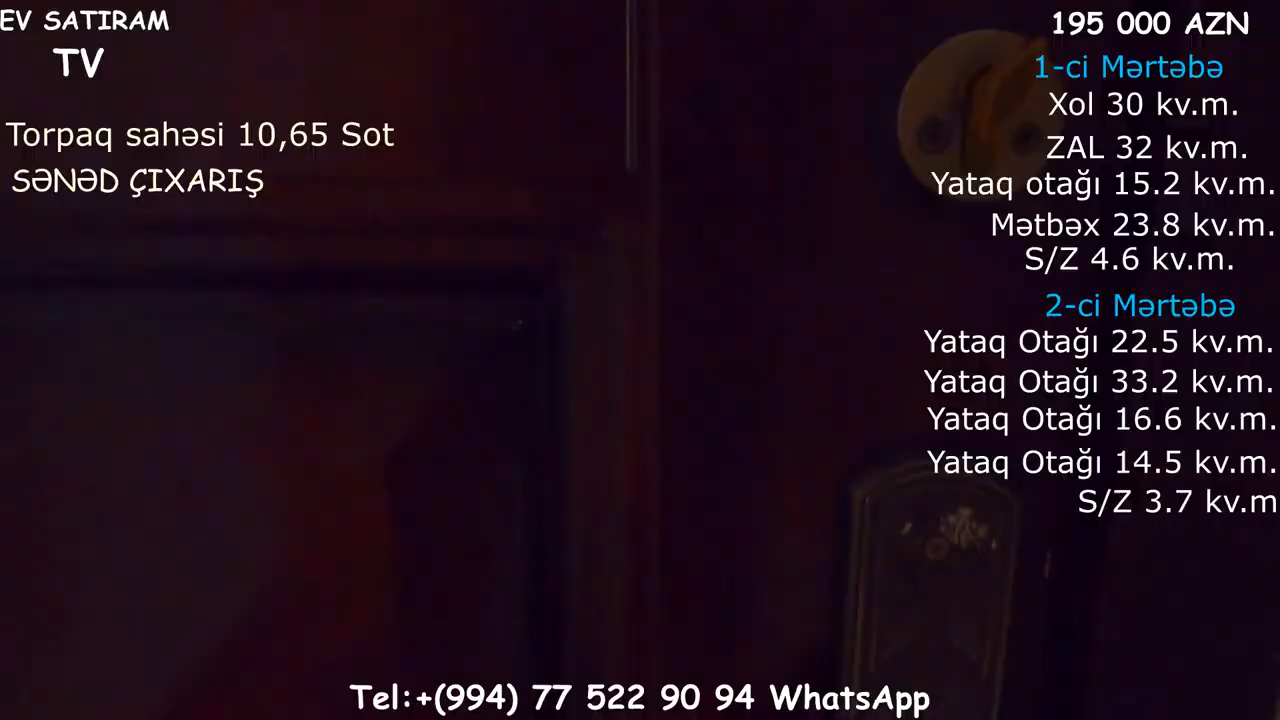 EV SATIRAM
TV
Torpaq sahəsi 10,65 Sot
SƏNƏD ÇIXARIŞ
195 000 AZN
1-ci Mərtəbə
Xol 30 kv.m.
ZAL 32 kv.m.
Yataq otağı 15.2 kv.m.
Mətbəx 23.8 kv.m.
S/Z 4.6 kv.m.
2-ci Mərtəbə
Yataq Otağı 22.5 kv.m.
Yataq Otağı 33.2 kv.m.
Yataq Otağı 16.6 kv.m.
Yataq Otağı 14.5 kv.m.
S/Z 3.7 kv.m
Tel:+(994) 77 522 90 94 WhatsApp